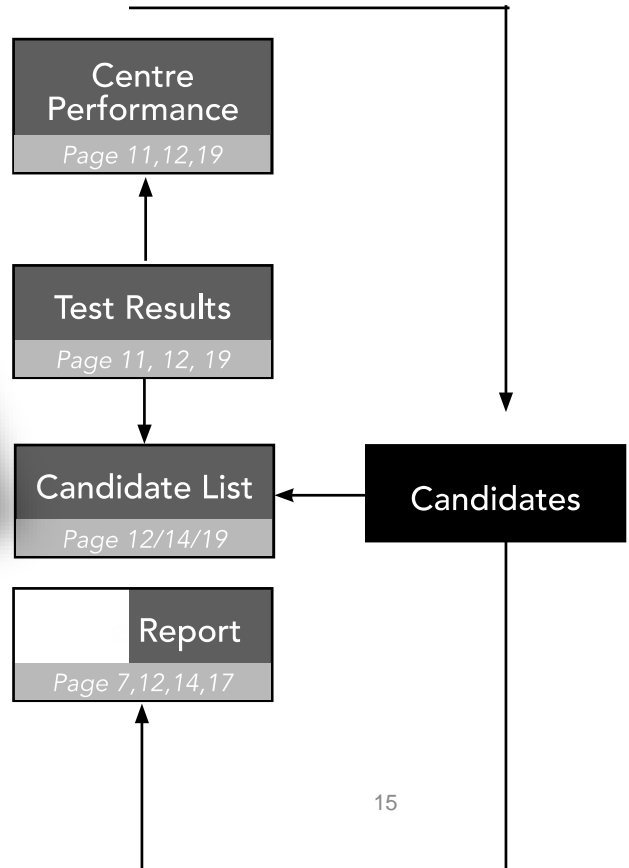 Centre
Performance
Page 11,12,19
Test Results
Page 11, 12, 19
Candidate List
Page 12/14/19
Candidates
Report
Page 7,12,14,17
15